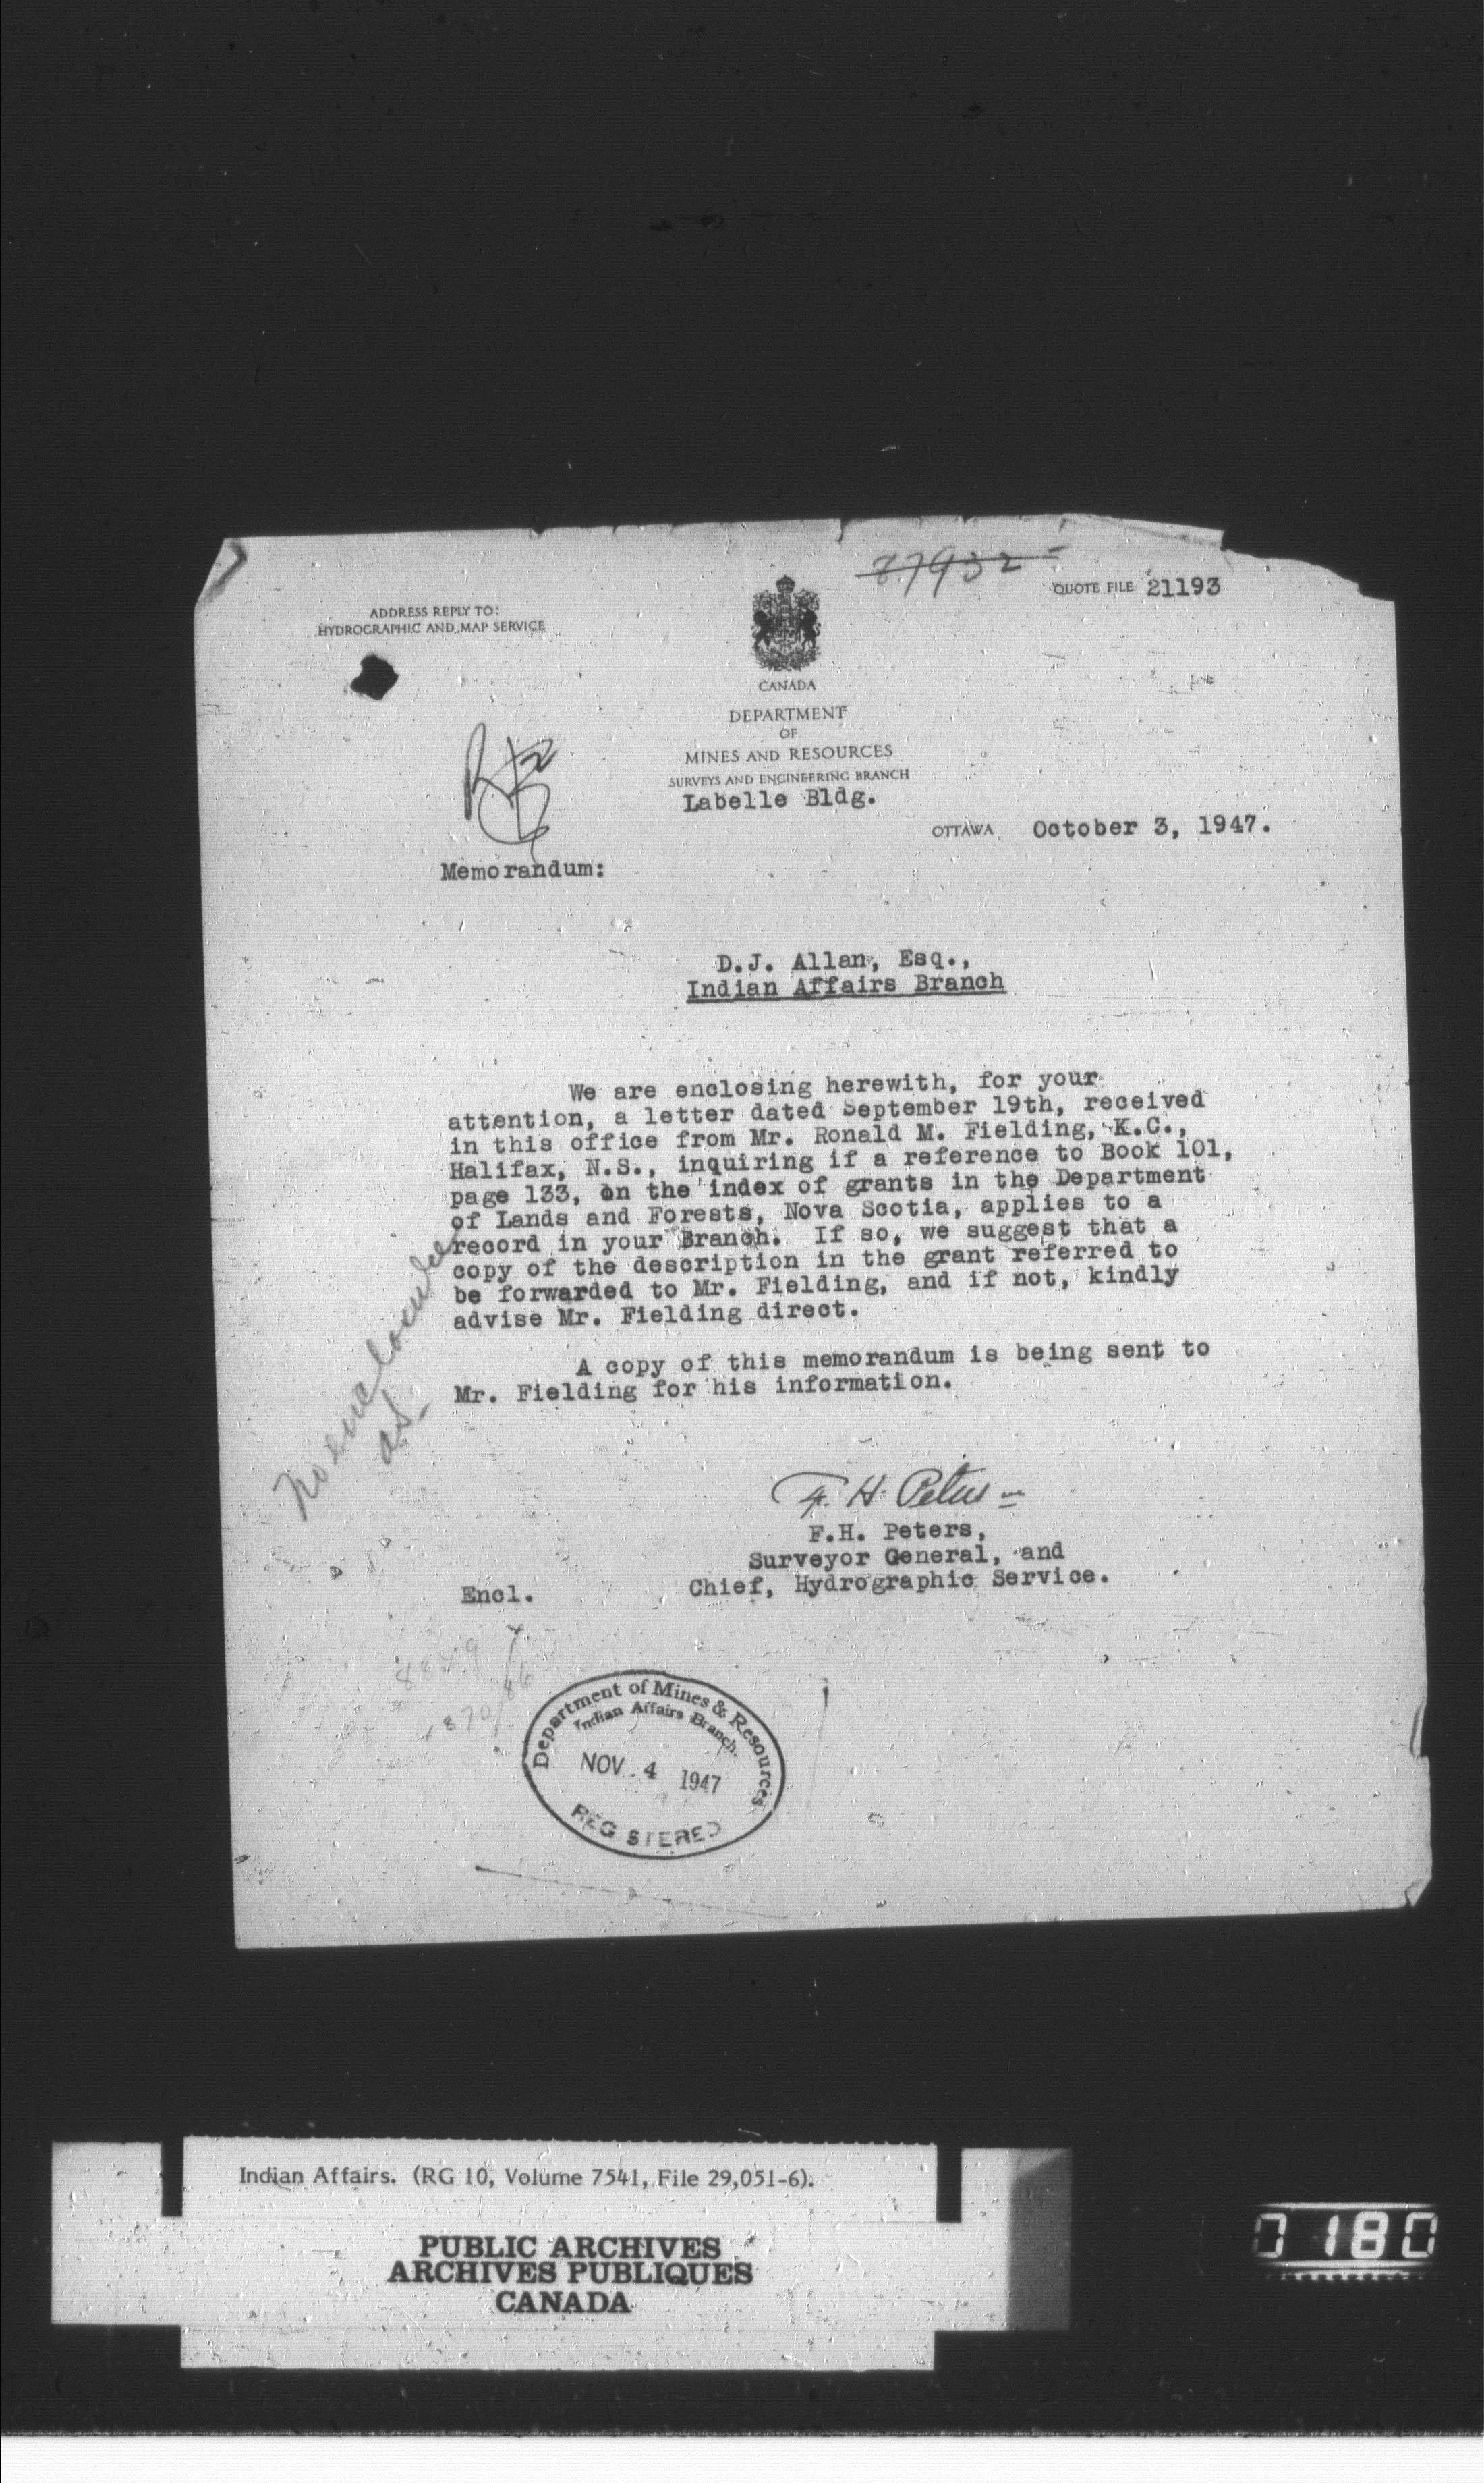 87932
QUOTE FILE 21193
ADDRESS REPLY TO:
HYDROGRAPHIC AND MAP SERVICE
CANADA
DEPARTMENT
OF
MINES AND RESOURCES
SURVEYS AND ENGINEERING BRANCH
Labelle Bldg.
OTTAWA October 3, 1947.
Memorandum:
D.J. Allan, Esq.,
Indian Affairs Branch
We are enclosing herewith, for your
attention, a letter dated September 19th, received
in this office from Mr. Ronald M. Fielding, K.C.,
Halifax, N.S., inquiring if a reference to Book 101,
page 133, on the index of grants in the Department
of Lands and Forests, Nova Scotia, applies to a
record in your Branch. If so, we suggest that a
copy of the description in the grant referred to
be forwarded to Mr. Fielding, and if not, kindly
advise Mr. Fielding direct.
A copy of this memorandum is being sent to
Mr. Fielding for his information.
No encl
F. H. Peters
F.H. Peters,
Surveyor General, and
Chief, Hydrographic Service.
Encl.
Department of Mines & Resources
Indian Affairs Branch.
NOV - 4 1947
REGISTERED
Indian Affairs. (RG 10, Volume 7541, File 29,051-6).
PUBLIC ARCHIVES
ARCHIVES PUBLIQUES
CANADA
0180